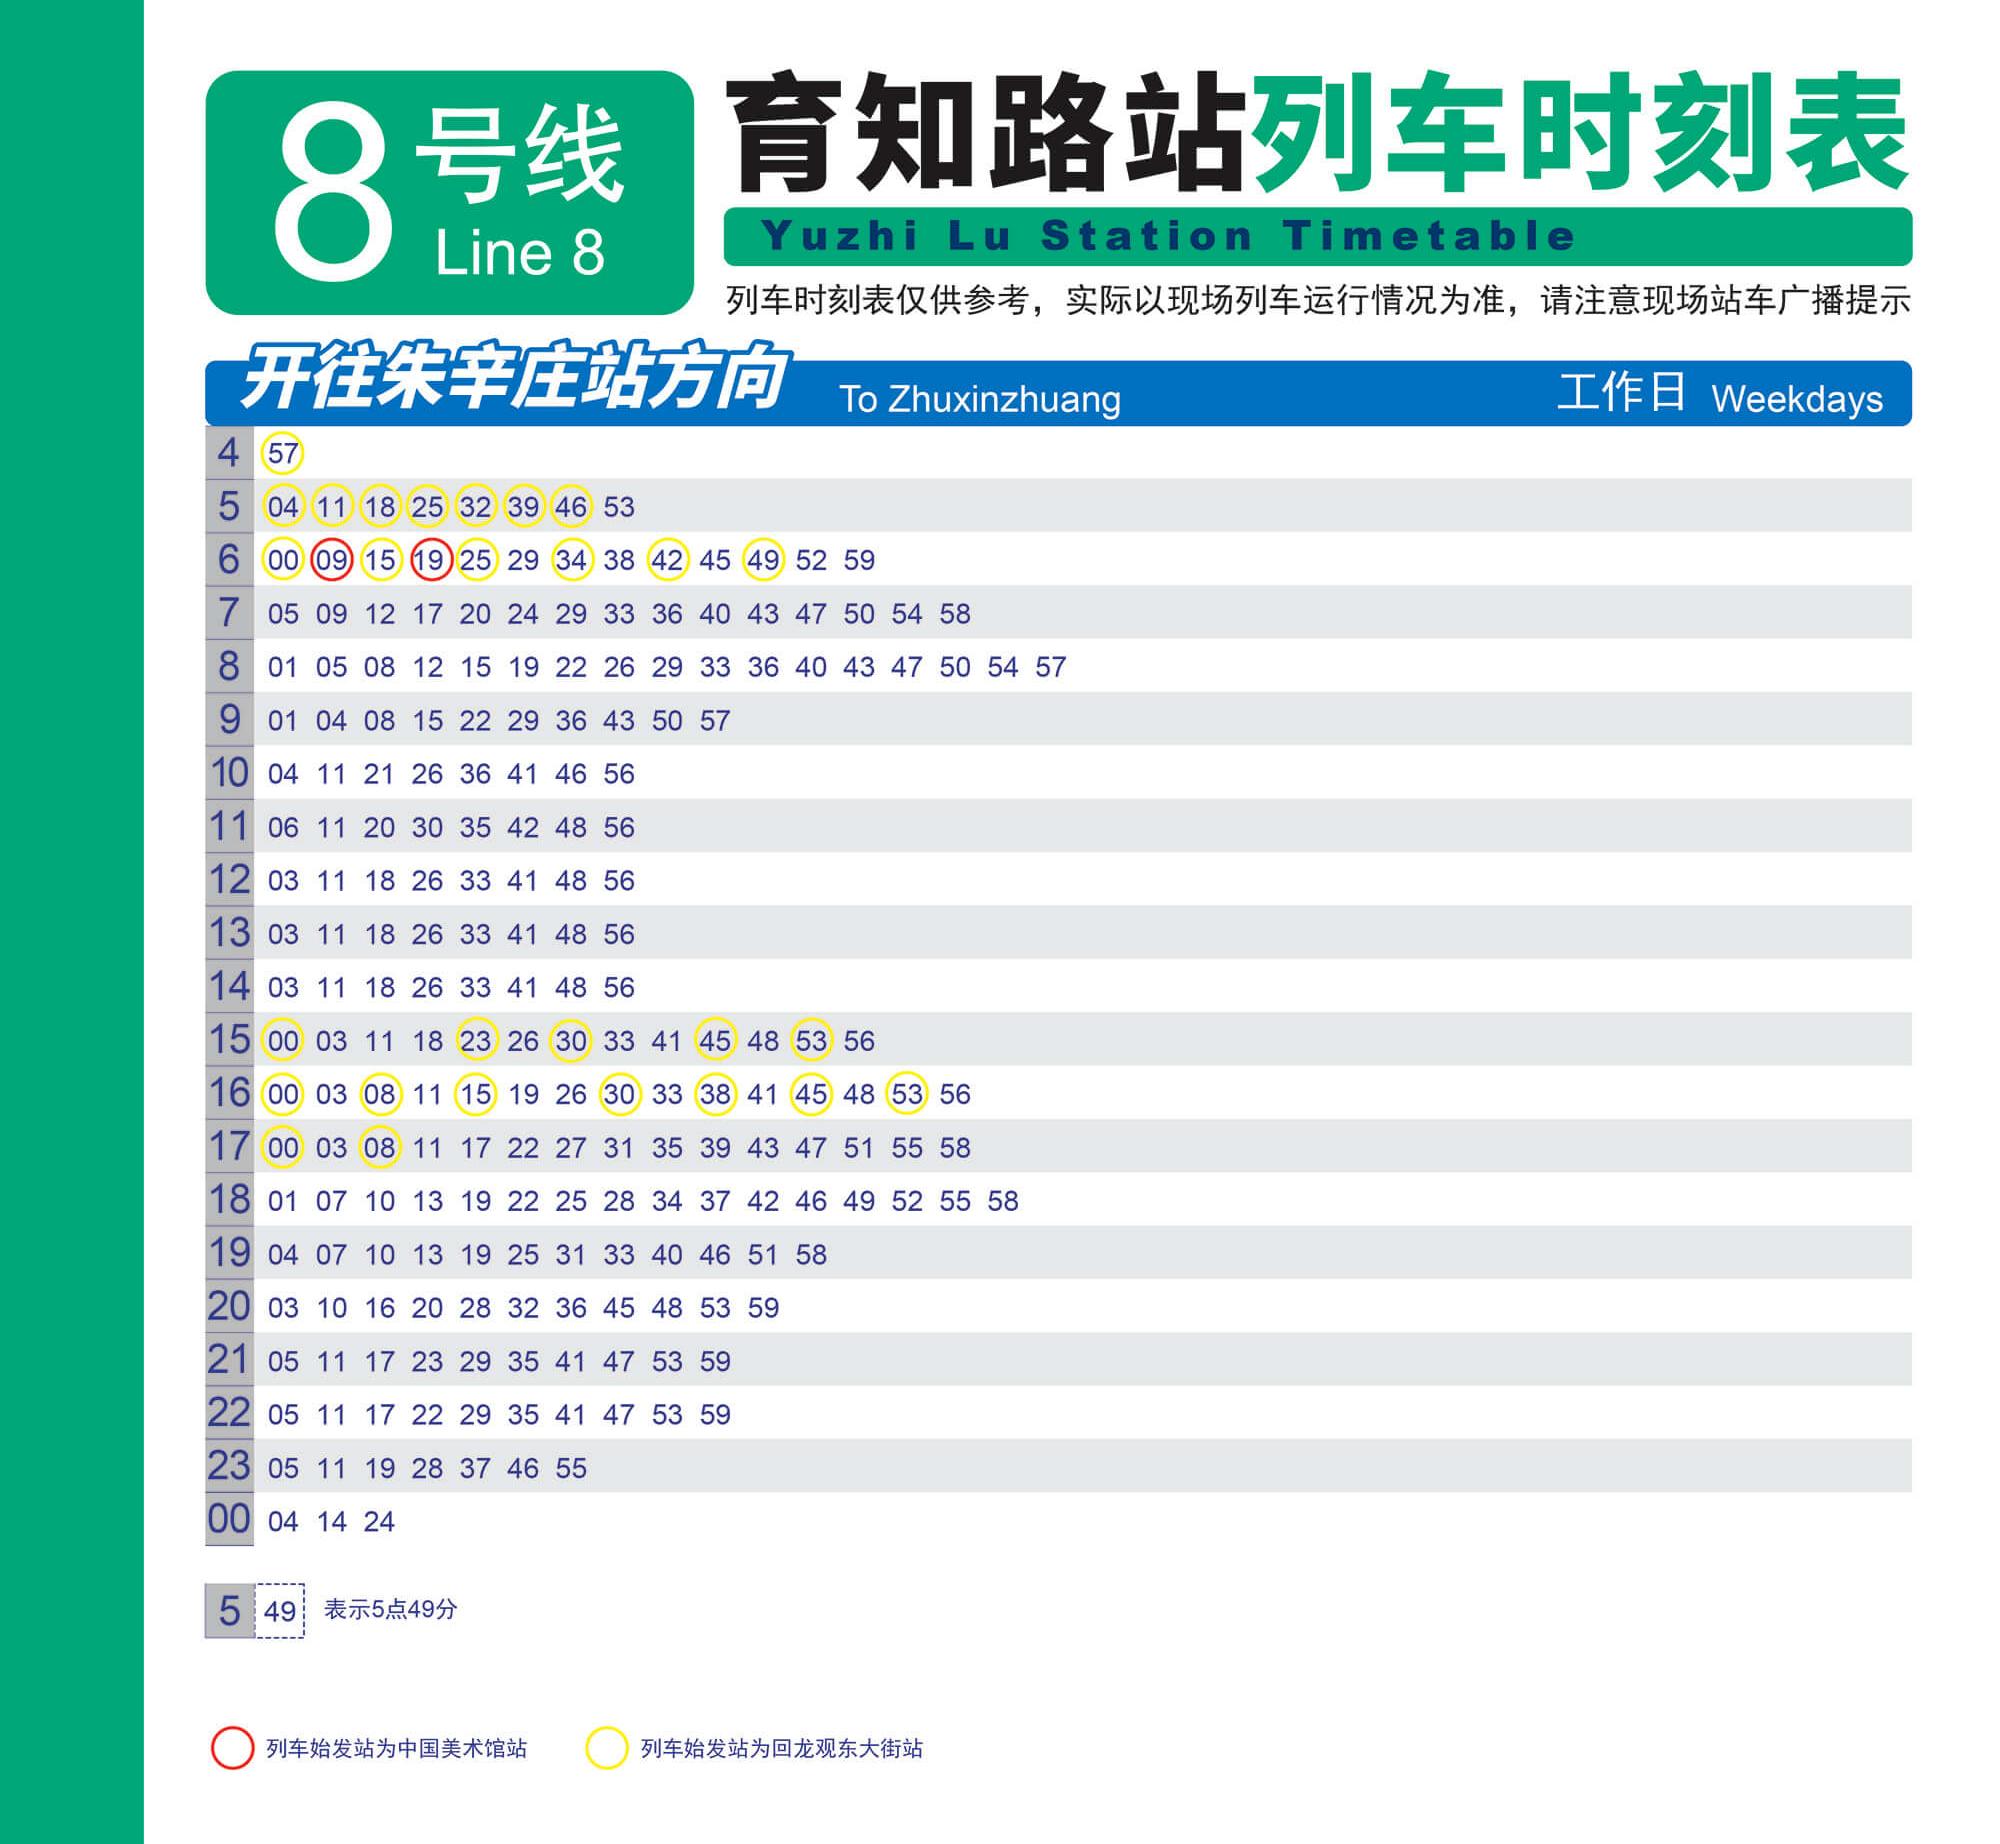 8号线
Line 8
育知路站列车时刻表
Yuzhi Lu Station Timetable
列车时刻表仅供参考，实际以现场列车运行情况为准，请注意现场站车广播提示
开往朱辛庄站方向 To Zhuxinzhuang 工作日 Weekdays
4 57
5 04 11 18 25 32 39 46 53
6 00 09 15 19 25 29 34 38 42 45 49 52 59
7 05 09 12 17 20 24 29 33 36 40 43 47 50 54 58
8 01 05 08 12 15 19 22 26 29 33 36 40 43 47 50 54 57
9 01 04 08 15 22 29 36 43 50 57
10 04 11 21 26 36 41 46 56
11 06 11 20 30 35 42 48 56
12 03 11 18 26 33 41 48 56
13 03 11 18 26 33 41 48 56
14 03 11 18 26 33 41 48 56
15 00 03 11 18 23 26 30 33 41 45 48 53 56
16 00 03 08 11 15 19 26 30 33 38 41 45 48 53 56
17 00 03 08 11 17 22 27 31 35 39 43 47 51 55 58
18 01 07 10 13 19 22 25 28 34 37 42 46 49 52 55 58
19 04 07 10 13 19 25 31 33 40 46 51 58
20 03 10 16 20 28 32 36 45 48 53 59
21 05 11 17 23 29 35 41 47 53 59
22 05 11 17 22 29 35 41 47 53 59
23 05 11 19 28 37 46 55
00 04 14 24
5 49 表示5点49分
列车始发站为中国美术馆站 列车始发站为回龙观东大街站